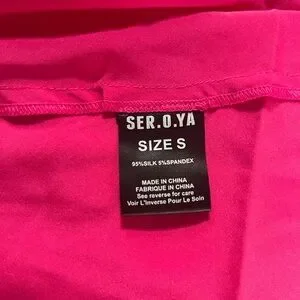 SER.O.YA
SIZE S
95%SILK 5%SPANDEX
MADE IN CHINA
FABRIQUE IN CHINA
See reverse for care
Voir L'inverse Pour Le Soin